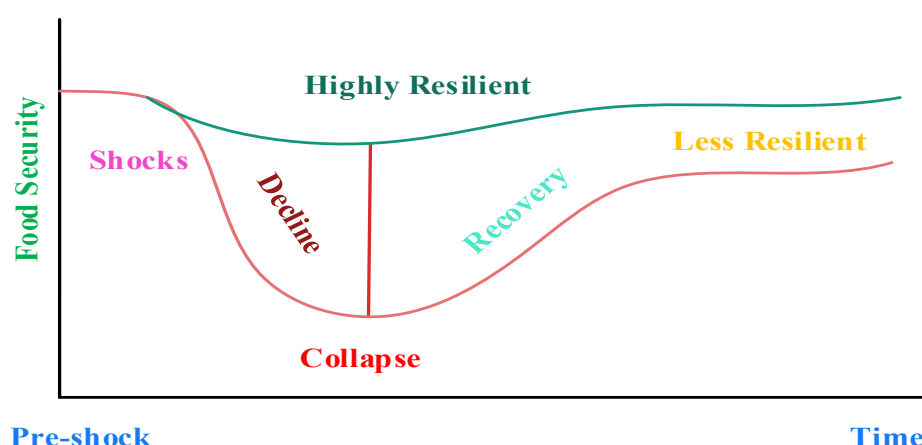 Highly Resilient
Food Security
Shocks
Less Resilient
Decline
Recovery
Collapse
Pre-shock
Time